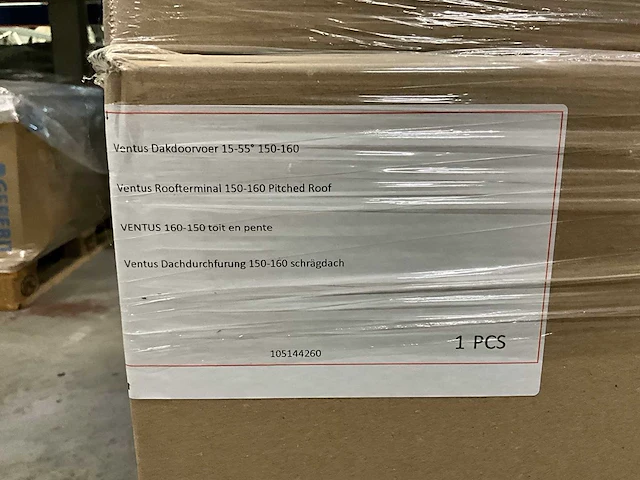 Ventus Dakdoorvoer 15-55° 150-160
Ventus Roofterminal 150-160 Pitched Roof
VENTUS 160-150 toit en pente
Ventus Dachdurchfurung 150-160 schrägdach
105144260
1 PCS